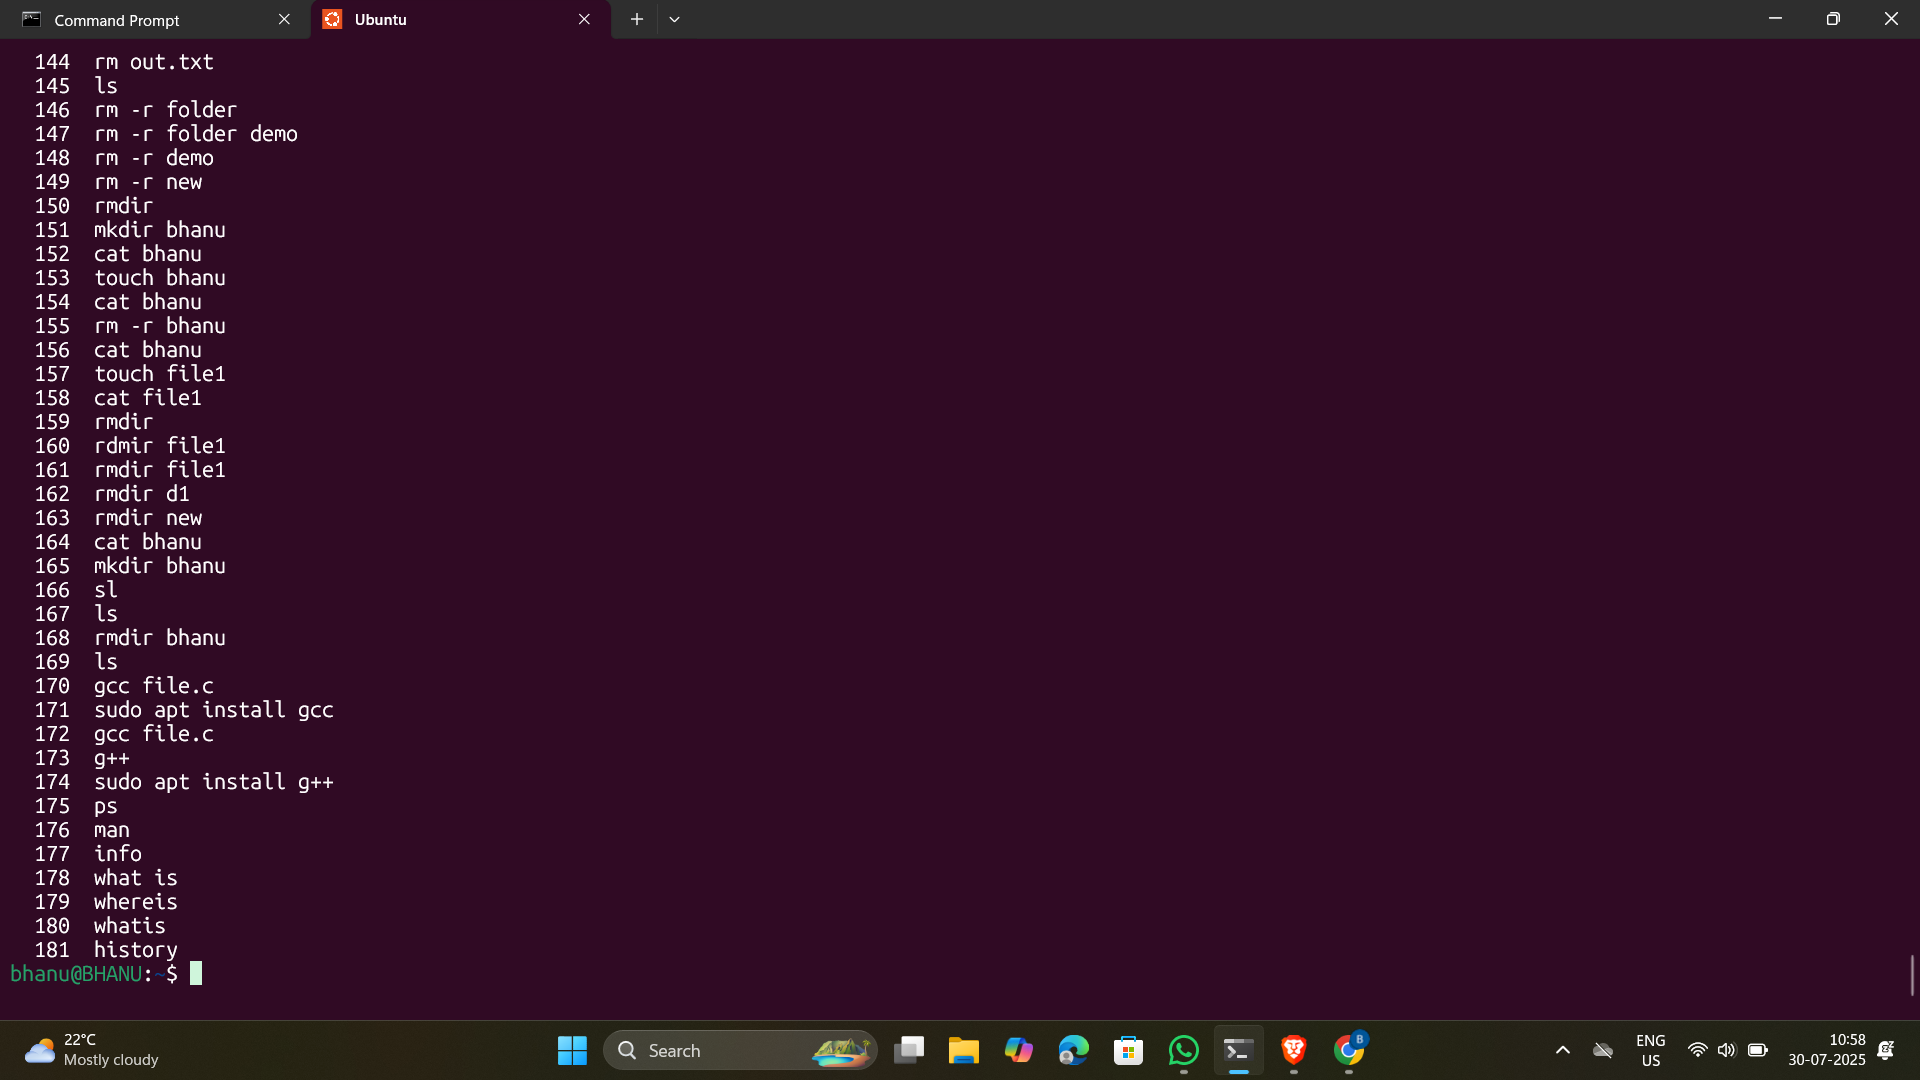 Command Prompt
Ubuntu
144 rm out.txt
145 ls
146 rm -r folder
147 rm -r folder demo
148 rm -r demo
149 rm -r new
150 rmdir
151 mkdir bhanu
152 cat bhanu
153 touch bhanu
154 cat bhanu
155 rm -r bhanu
156 cat bhanu
157 touch file1
158 cat file1
159 rmdir
160 rdmir file1
161 rmdir file1
162 rmdir d1
163 rmdir new
164 cat bhanu
165 mkdir bhanu
166 sl
167 ls
168 rmdir bhanu
169 ls
170 gcc file.c
171 sudo apt install gcc
172 gcc file.c
173 g++
174 sudo apt install g++
175 ps
176 man
177 info
178 what is
179 whereis
180 whatis
181 history
bhanu@BHANU:~$
22°C
Mostly cloudy
Search
B
ENG
US
10:58
30-07-2025